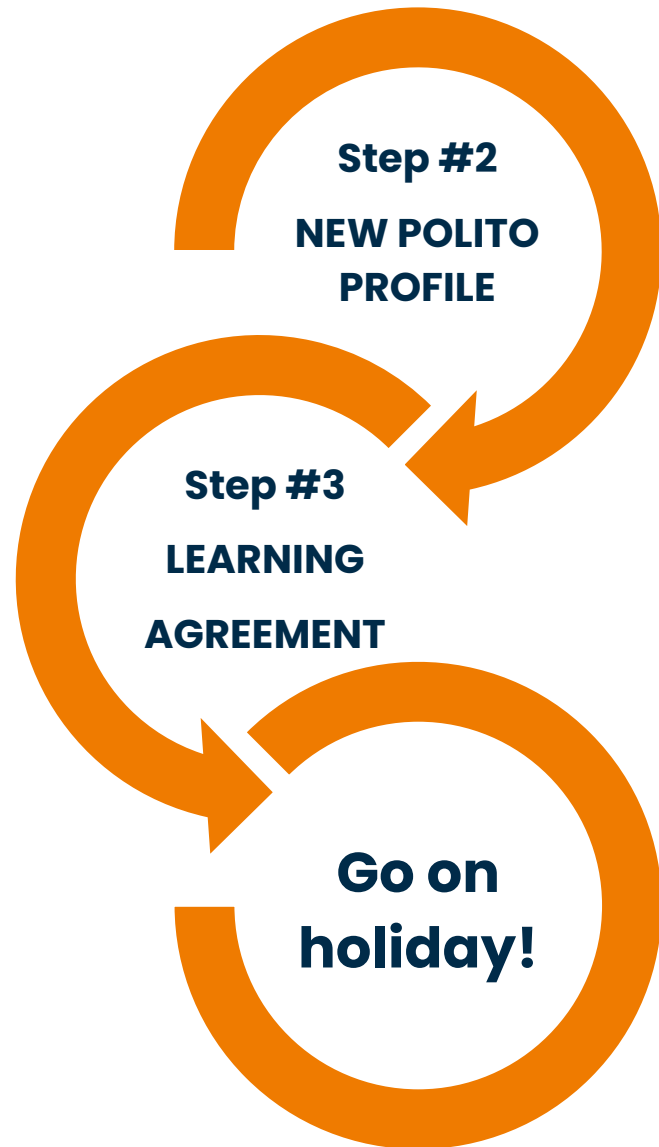 Step #2
NEW POLITO
PROFILE
Step #3
LEARNING
AGREEMENT
Go on
holiday!